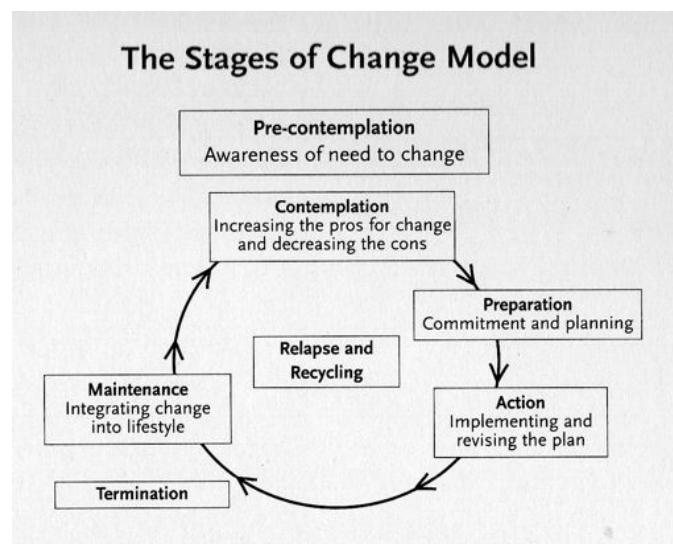 The Stages of Change Model
Pre-contemplation
Awareness of need to change
Contemplation
Increasing the pros for change
and decreasing the cons
Preparation
Commitment and planning
Relapse and
Recycling
Maintenance
Integrating change
into lifestyle
Action
Implementing and
revising the plan
Termination